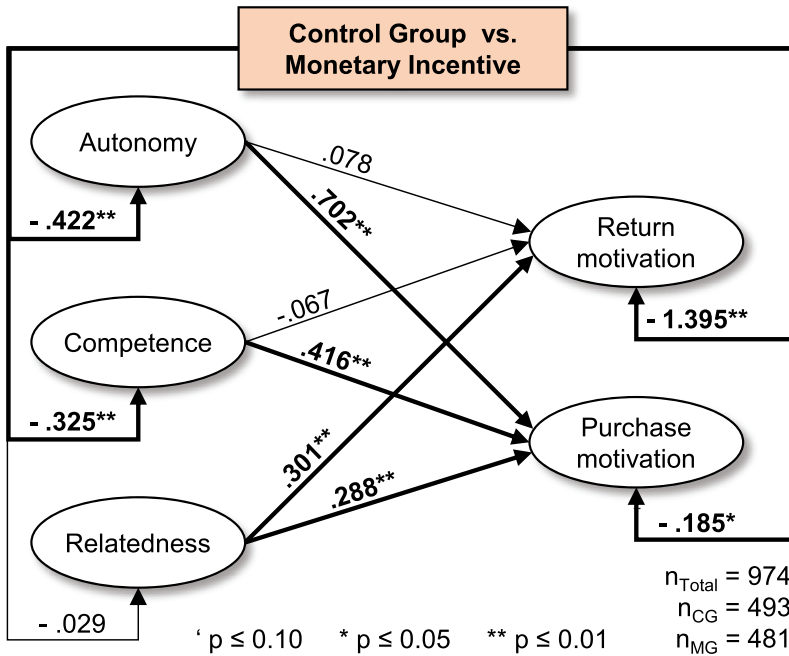 Control Group vs.
Monetary Incentive
Autonomy
.078
.702**
- .422**
Return
motivation
-.067
Competence
- 1.395**
.416**
- .325**
Purchase
motivation
.301**
.288**
Relatedness
- .185*
- .029
‘ p ≤ 0.10 * p ≤ 0.05 ** p ≤ 0.01
nTotal = 974
nCG = 493
nMG = 481